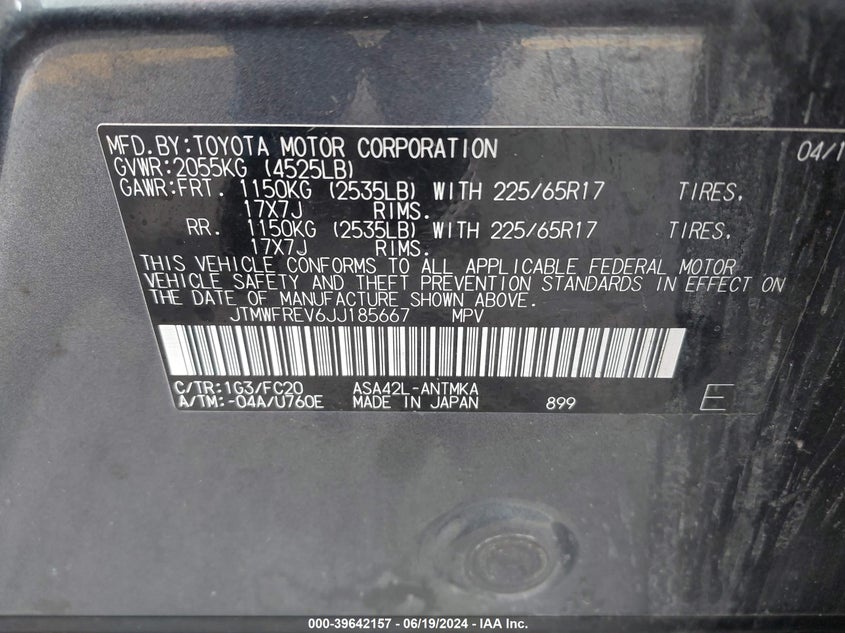 MFD.BY:TOYOTA MOTOR CORPORATION 04/1
GVWR:2055KG (4525LB)
GAWR:FRT. 1150KG (2535LB) WITH 225/65R17 TIRES,
17X7J RIMS.
RR. 1150KG (2535LB) WITH 225/65R17 TIRES,
17X7J RIMS.
THIS VEHICLE CONFORMS TO ALL APPLICABLE FEDERAL MOTOR
VEHICLE SAFETY AND THEFT PREVENTION STANDARDS IN EFFECT ON
THE DATE OF MANUFACTURE SHOWN ABOVE.
JTMWFREV6JJ185667 MPV
C/TR:1G3/FC20 ASA42L-ANTMKA
A/TM:-04A/U760E MADE IN JAPAN 899 E
000-39642157 - 06/19/2024 - IAA Inc.